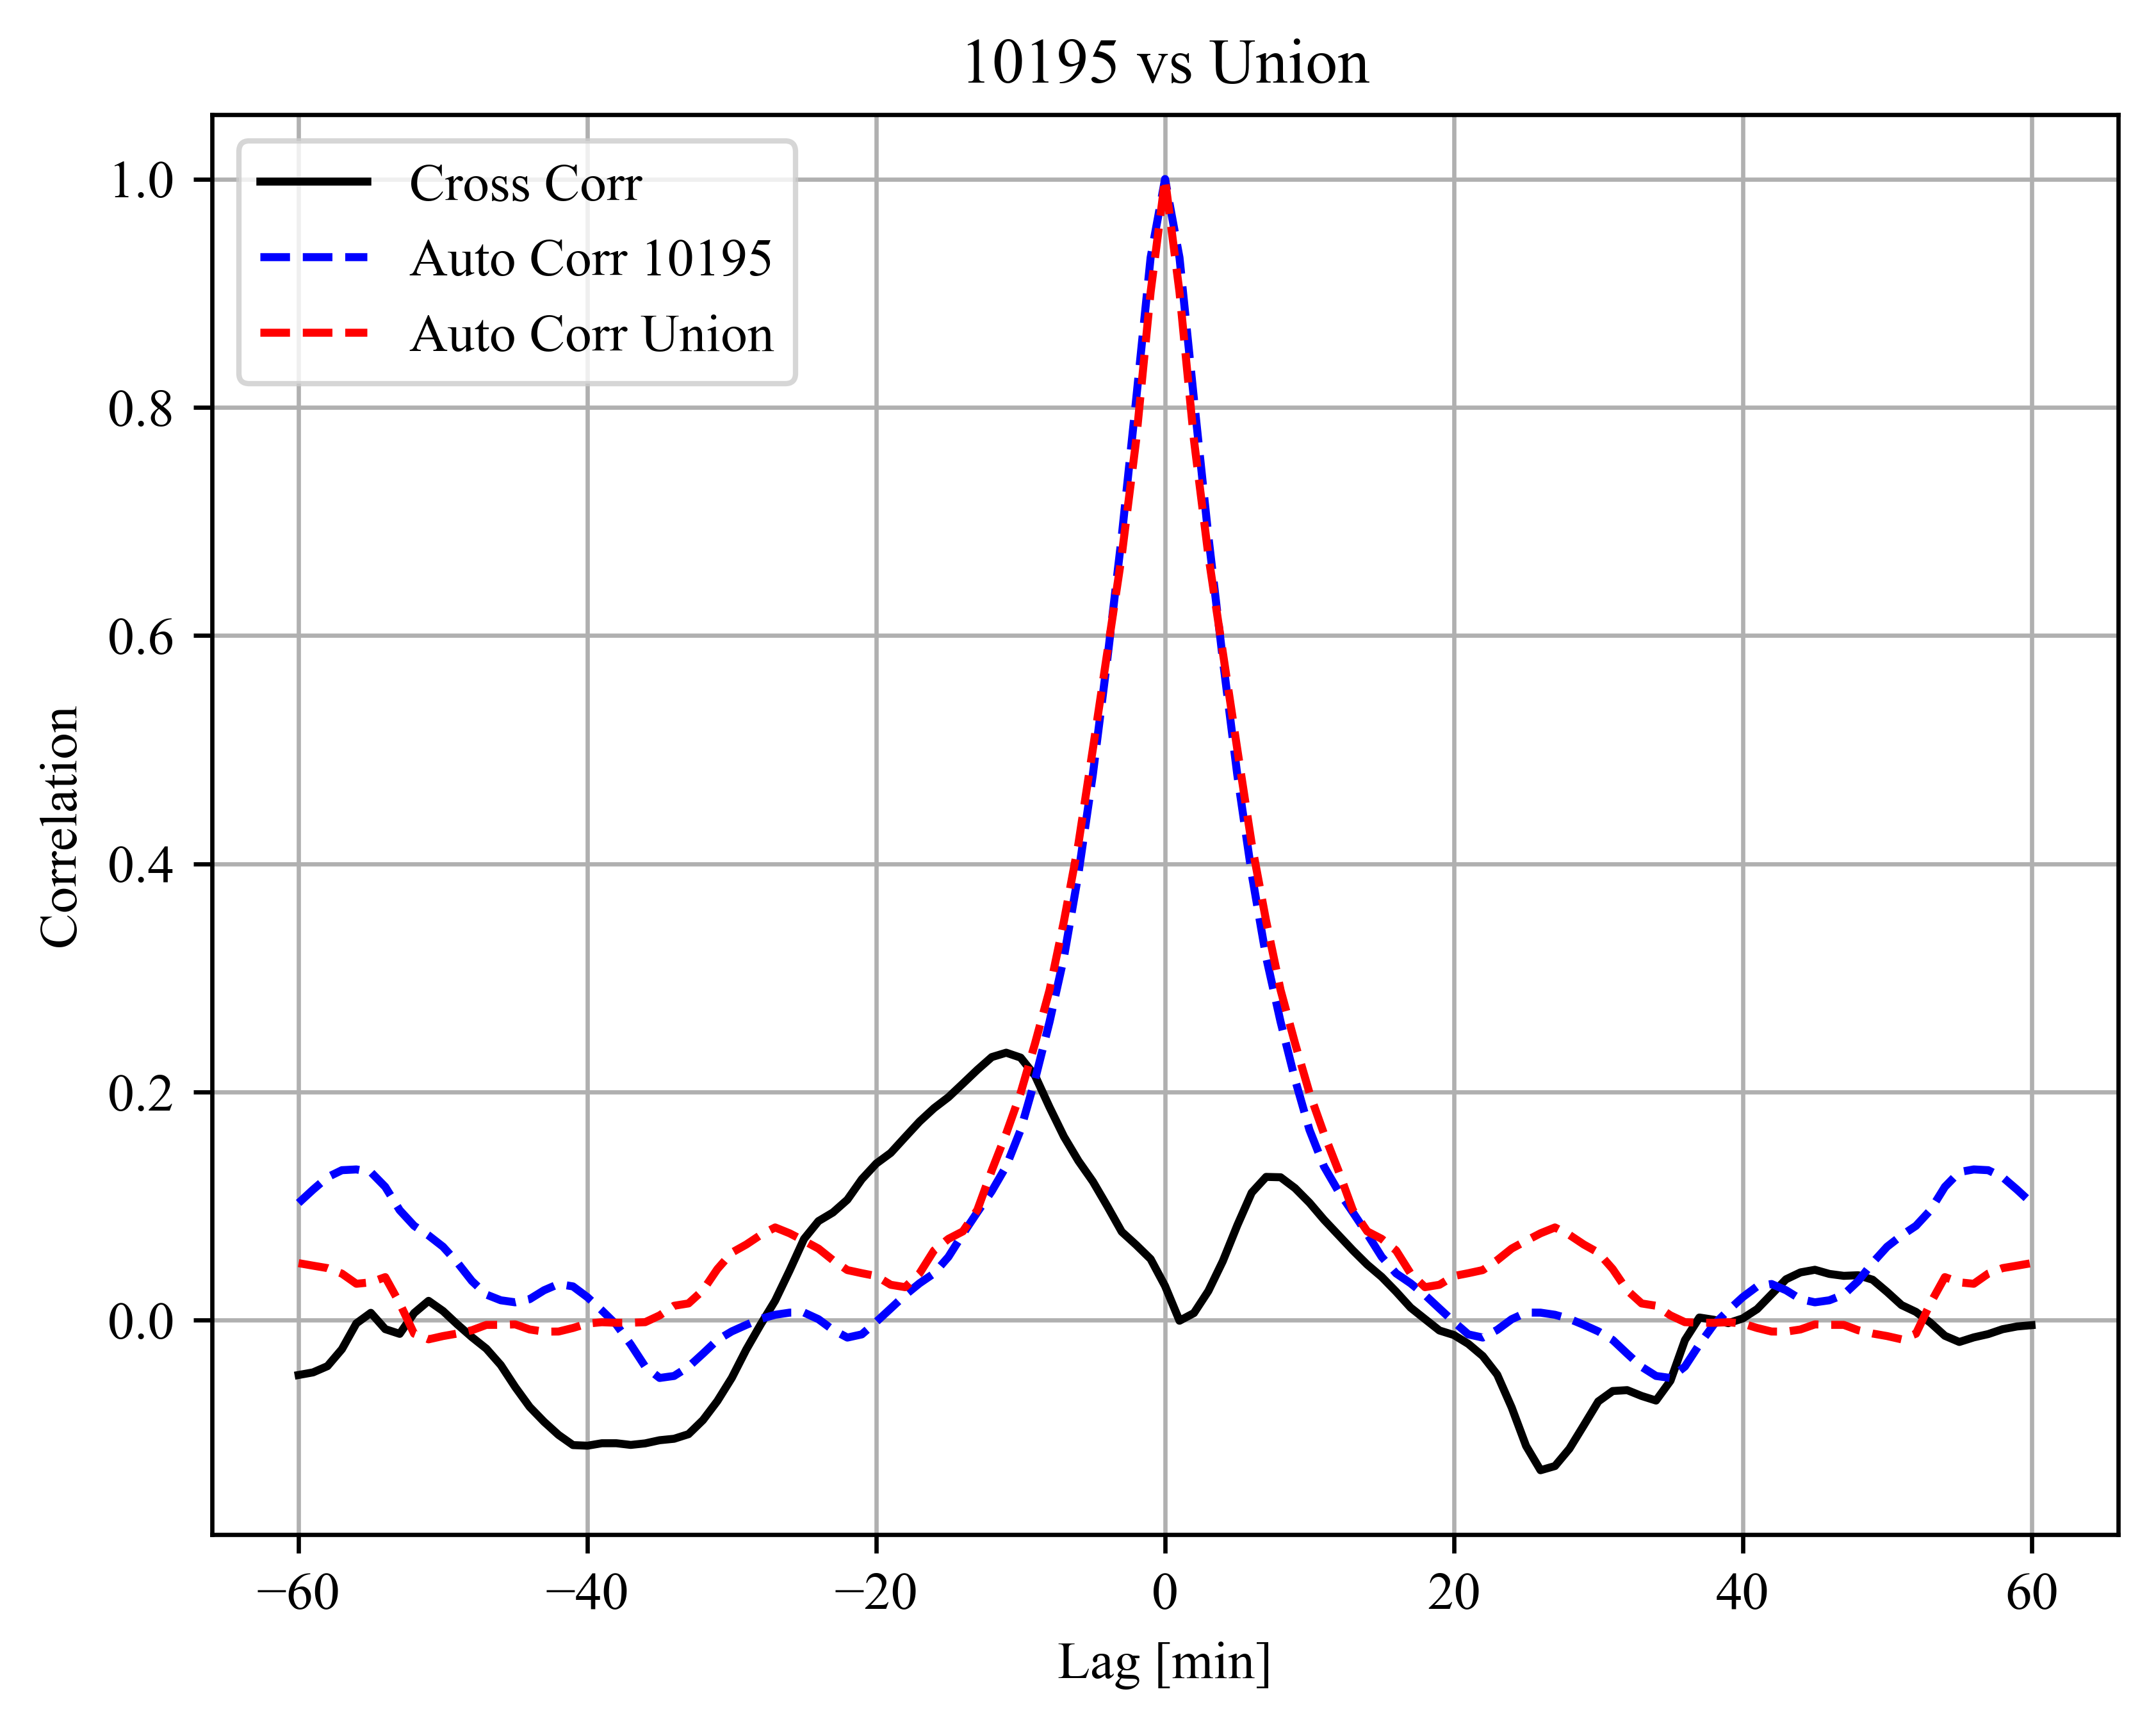 10195 vs Union
Cross Corr
Auto Corr 10195
Auto Corr Union
1.0
0.8
0.6
0.4
0.2
0.0
Correlation
−60
−40
−20
0
20
40
60
Lag [min]